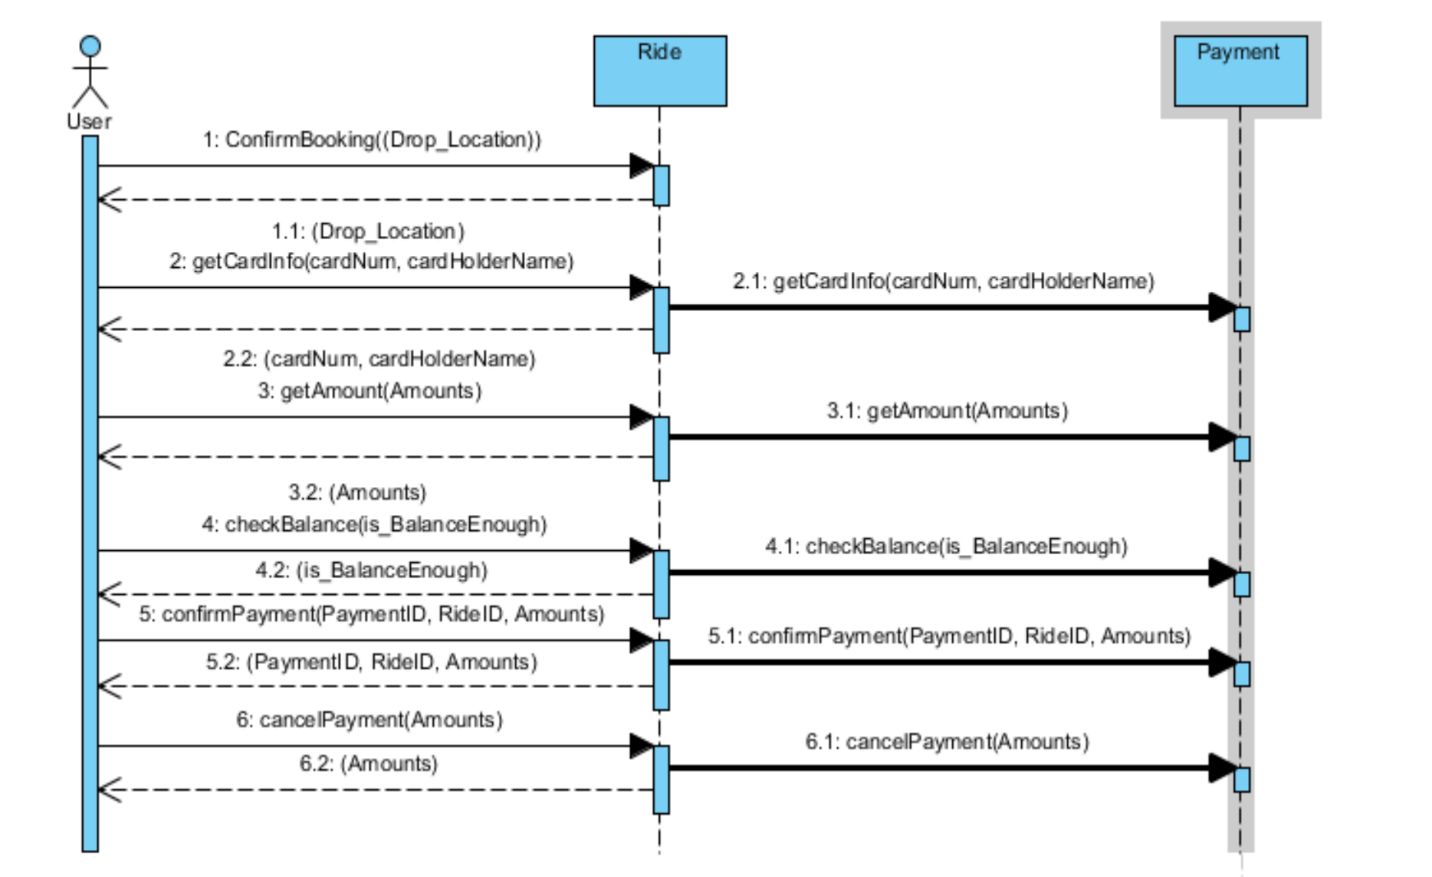 Ride
Payment
User
1: ConfirmBooking((Drop_Location))
1.1: (Drop_Location)
2: getCardInfo(cardNum, cardHolderName)
2.1: getCardInfo(cardNum, cardHolderName)
2.2: (cardNum, cardHolderName)
3: getAmount(Amounts)
3.1: getAmount(Amounts)
3.2: (Amounts)
4: checkBalance(is_BalanceEnough)
4.1: checkBalance(is_BalanceEnough)
4.2: (is_BalanceEnough)
5: confirmPayment(PaymentID, RideID, Amounts)
5.1: confirmPayment(PaymentID, RideID, Amounts)
5.2: (PaymentID, RideID, Amounts)
6: cancelPayment(Amounts)
6.1: cancelPayment(Amounts)
6.2: (Amounts)